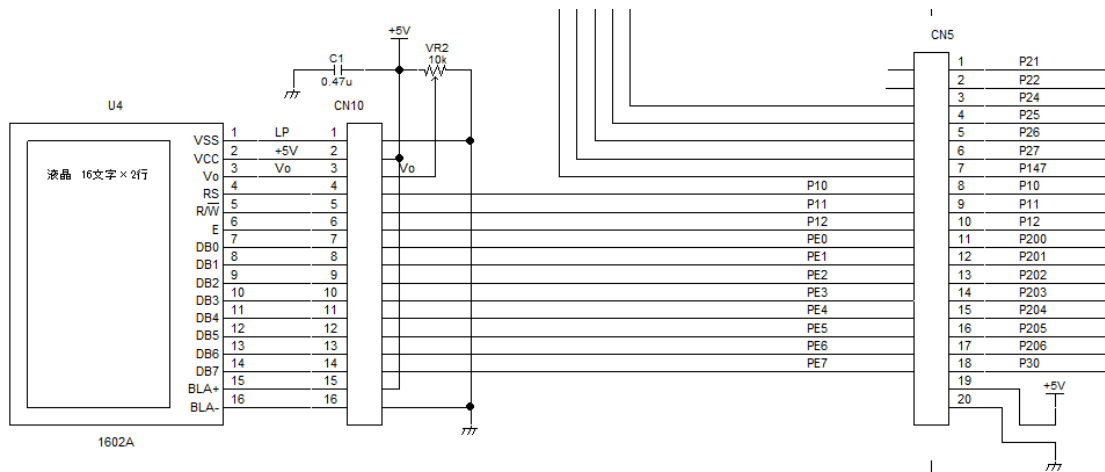 +5V
VR2
10k
C1
0.47u
CN5
U4
CN10
1 P21
2 P22
3 P24
4 P25
5 P26
6 P27
7 P147
8 P10
9 P11
10 P12
11 P200
12 P201
13 P202
14 P203
15 P204
16 P205
17 P206
18 P30
19
20
+5V
液晶 16文字×2行
VSS 1 LP 1
VCC 2 +5V 2
Vo 3 Vo 3 Vo
RS 4 4 P10
R/W 5 5 P11
E 6 6 P12
DB0 7 7 PE0
DB1 8 8 PE1
DB2 9 9 PE2
DB3 10 10 PE3
DB4 11 11 PE4
DB5 12 12 PE5
DB6 13 13 PE6
DB7 14 14 PE7
BLA+ 15 15
BLA- 16 16
1602A